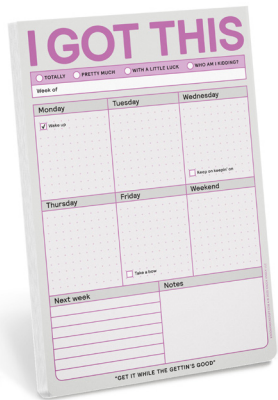 I GOT THIS
TOTALLY PRETTY MUCH WITH A LITTLE LUCK WHO AM I KIDDING?
Week of
Monday Tuesday Wednesday
Wake up
Keep on keepin' on
Thursday Friday Weekend
Take a bow
Next week Notes
"GET IT WHILE THE GETTIN'S GOOD"